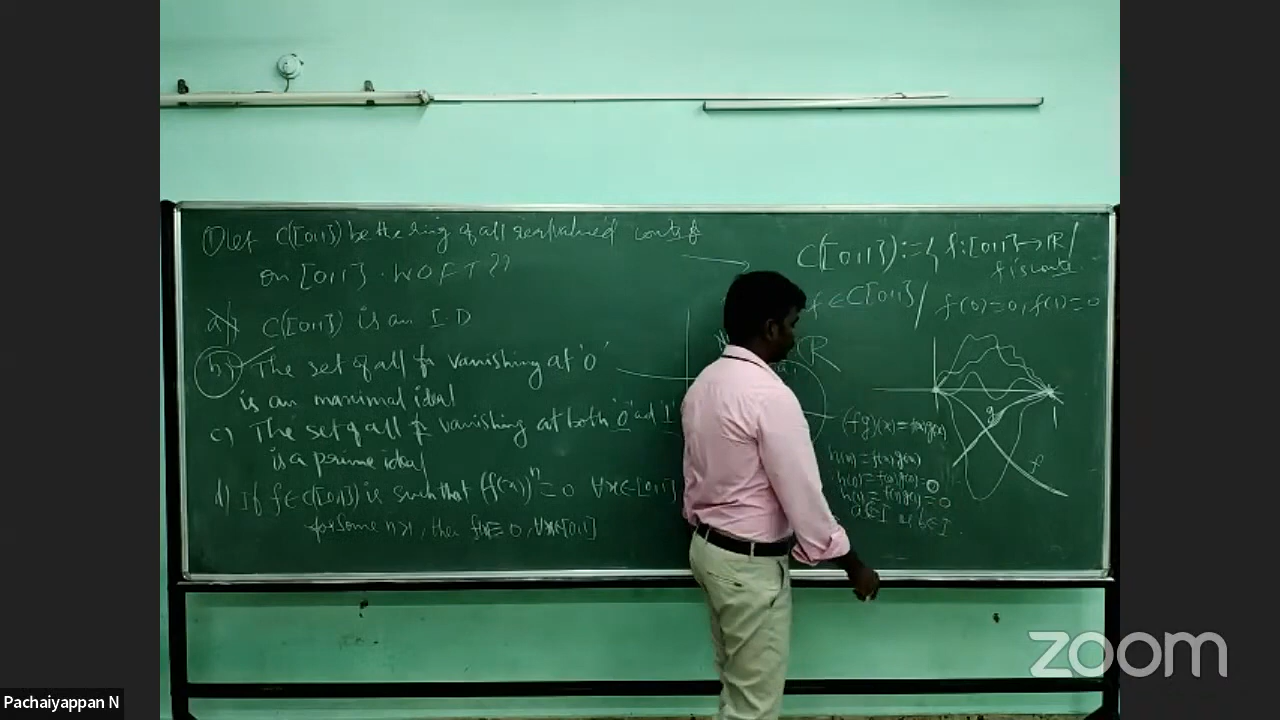 ① Let C([0,1]) be the ring of all real valued conts f
on [0,1]. W O F T ??
a) C([0,1]) is an I.D
b) The set of all f vanishing at '0'
is an maximal ideal
c) The set of all f vanishing at both '0' and '1'
is a prime ideal
d) If f∈C([0,1]) is such that (f(x))^n = 0 ∀x∈[0,1]
for some n>1, then f(x) = 0, ∀x∈[0,1]
C([0,1]) := { f:[0,1]→ℝ /
f is conts
f∈C[0,1] / f(0)=0, f(1)=0
ℝ
(fg)(x) = f(x)g(x)
h(x) = f(x)g(x)
h(0) = f(0)g(0) = 0
h(1) = f(1)g(1) = 0
a∈I or b∈I
g
f
1
Pachaiyappan N
zoom